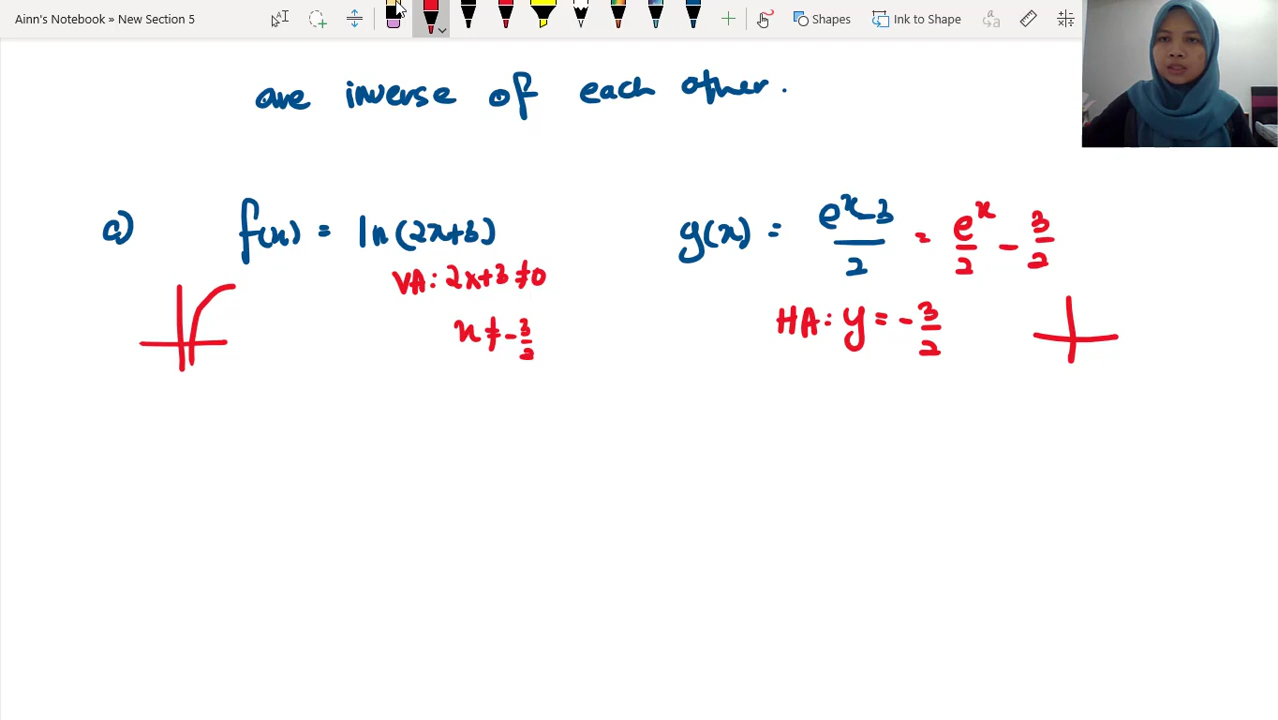 Ainn's Notebook » New Section 5
Shapes
Ink to Shape
are inverse of each other.
a) f(x) = ln(2x+3)
g(x) = e^x-3/2 = e^x/2 - 3/2
VA: 2x+3 ≠ 0
x ≠ -3/2
HA: y = -3/2